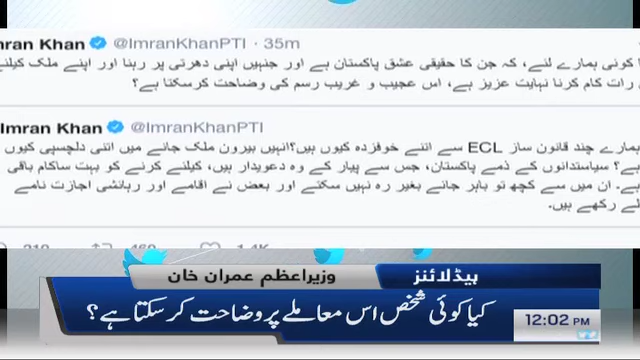 mran Khan @ImranKhanPTI · 35m
کوئی ہمارے لئے، کہ جن کا حقیقی عشق پاکستان ہے اور جنہیں اپنی دھرتی پر رہنا اور اپنے ملک کیلئے
رات کام کرنا نہایت عزیز ہے، اس عجیب و غریب رسم کی وضاحت کرسکتا ہے؟
Imran Khan @ImranKhanPTI
ہمارے چند قانون ساز ECL سے اتنے خوفزدہ کیوں ہیں؟انہیں بیرون ملک جانے میں اتنی دلچسپی کیوں
ہے؟ سیاستدانوں کے ذمے پاکستان، جس سے پیار کے وہ دعویدار ہیں، کیلئے کرنے کو بہت ساکام باقی
ہے۔ ان میں سے کچھ تو باہر جائے بغیر رہ نہیں سکتے اور بعض نے اقامے اور رہائشی اجازت نامے
لے رکھے ہیں۔
ہیڈلائنز
وزیراعظم عمران خان
کیا کوئی شخص اس معاملے پر وضاحت کر سکتا ہے؟
12:02 PM